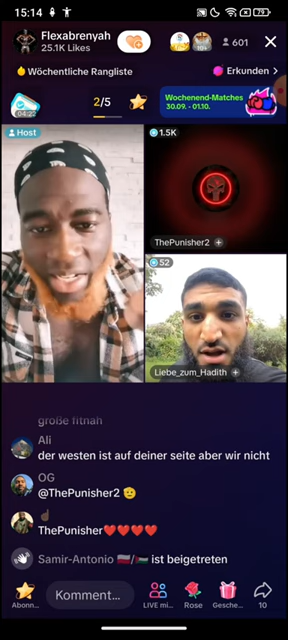 15:14
79
Flexabrenyah
25.1K Likes
601
Wöchentliche Rangliste
Erkunden >
04:22
2/5
Wochenend-Matches
30.09. - 01.10.
Host
1.5K
ThePunisher2 +
52
Liebe_zum_Hadith +
große fitnah
Ali
der westen ist auf deiner seite aber wir nicht
OG
@ThePunisher2 🫡
☝🏿
ThePunisher❤️❤️❤️❤️
Samir-Antonio 🇵🇱/🇵🇸 ist beigetreten
Abonn...
Komment...
LIVE mi...
Rose
Gesche...
10